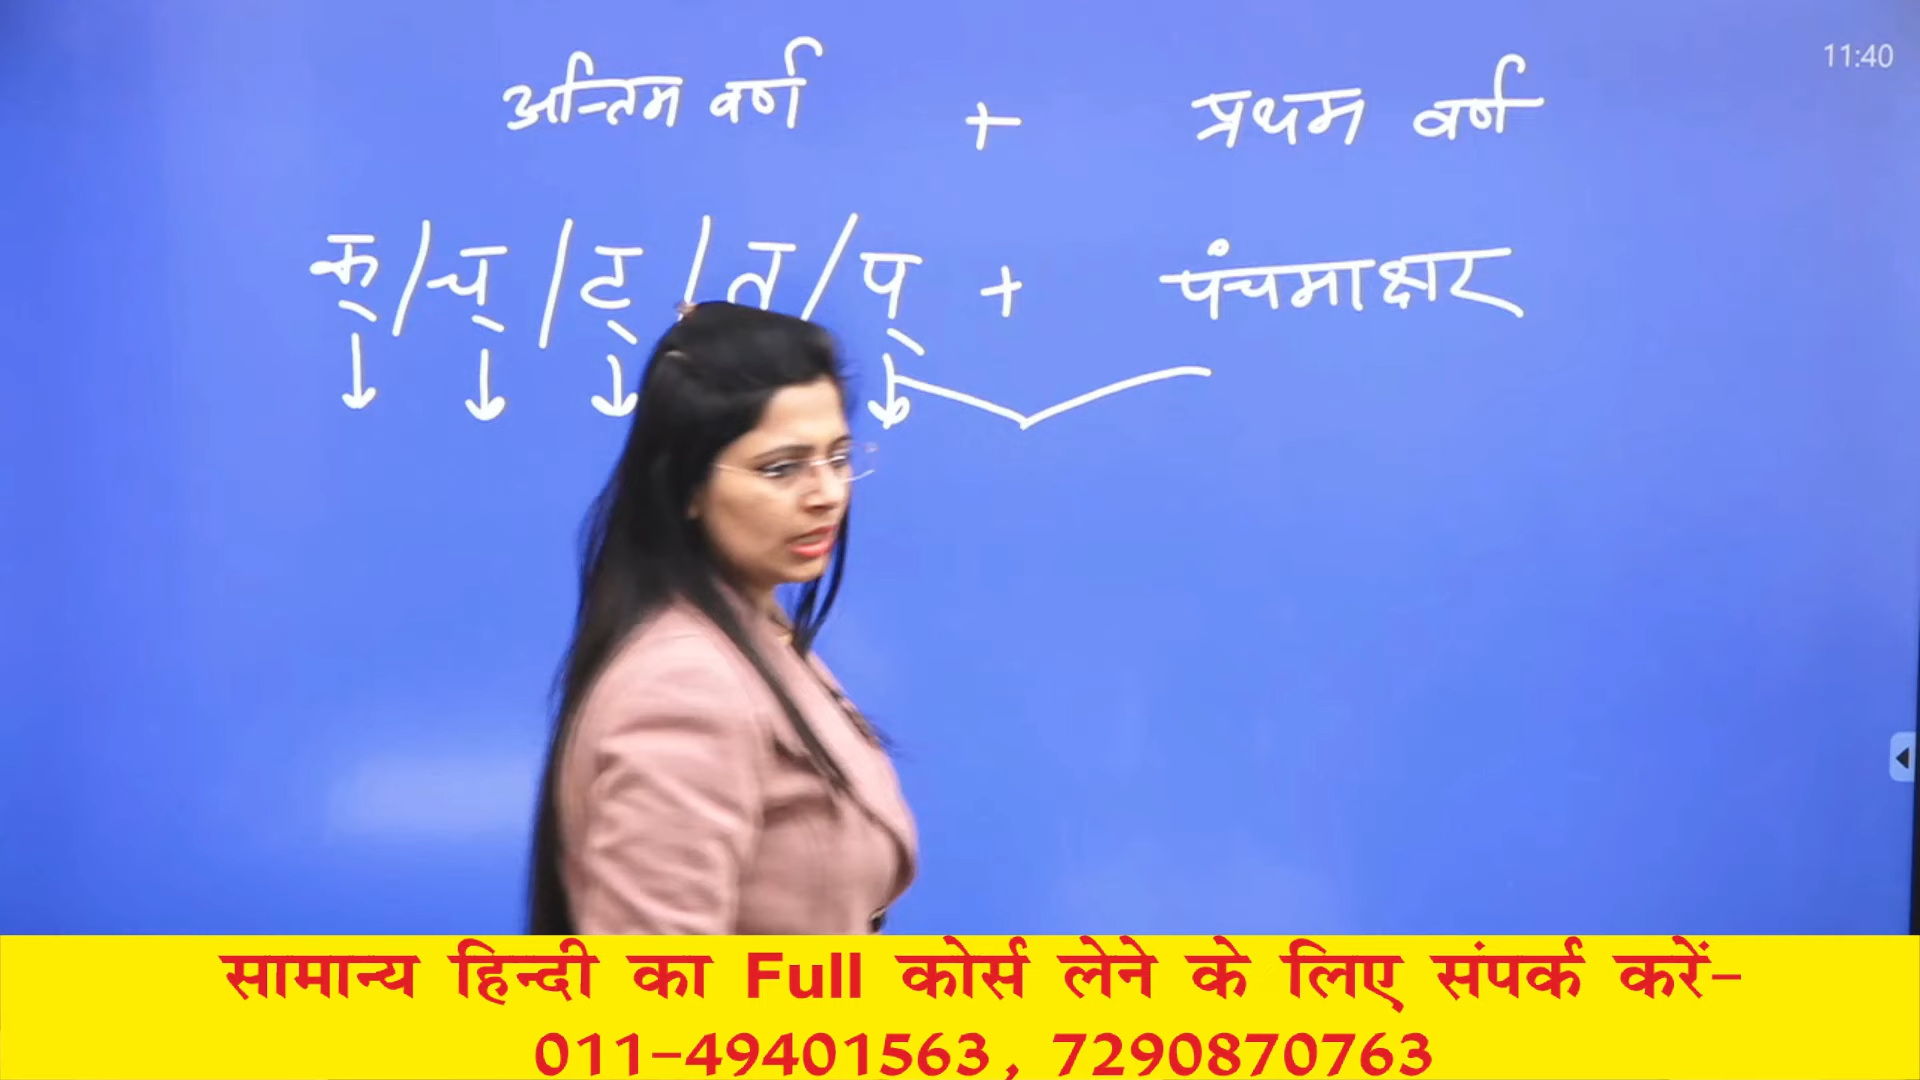 11:40
अन्तिम वर्ण + प्रथम वर्ण
क्/च्/ट्/त/प् + पंचमाक्षर
सामान्य हिन्दी का Full कोर्स लेने के लिए संपर्क करें-
011-49401563, 7290870763